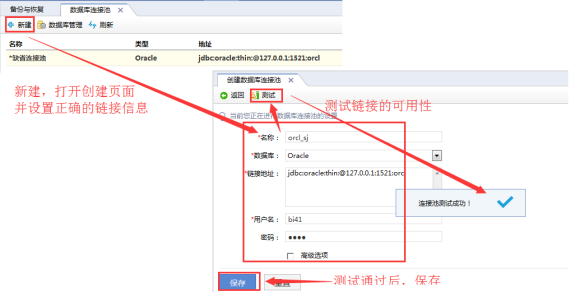 备份与恢复 数据库连接池 ×
新建 数据库管理 刷新
名称 类型 地址
*缺省连接池 Oracle jdbc:oracle:thin:@127.0.0.1:1521:orcl
新建，打开创建页面
并设置正确的链接信息
创建数据库连接池 ×
返回 测试
测试链接的可用性
当前您正在进行数据库连接池的设置
*名称： orcl_sj
*数据库： Oracle
*链接地址： jdbc:oracle:thin:@127.0.0.1:1521:orcl
连接池测试成功！
*用户名： bi41
密码： ●●●●
高级选项
保存 重置
测试通过后，保存